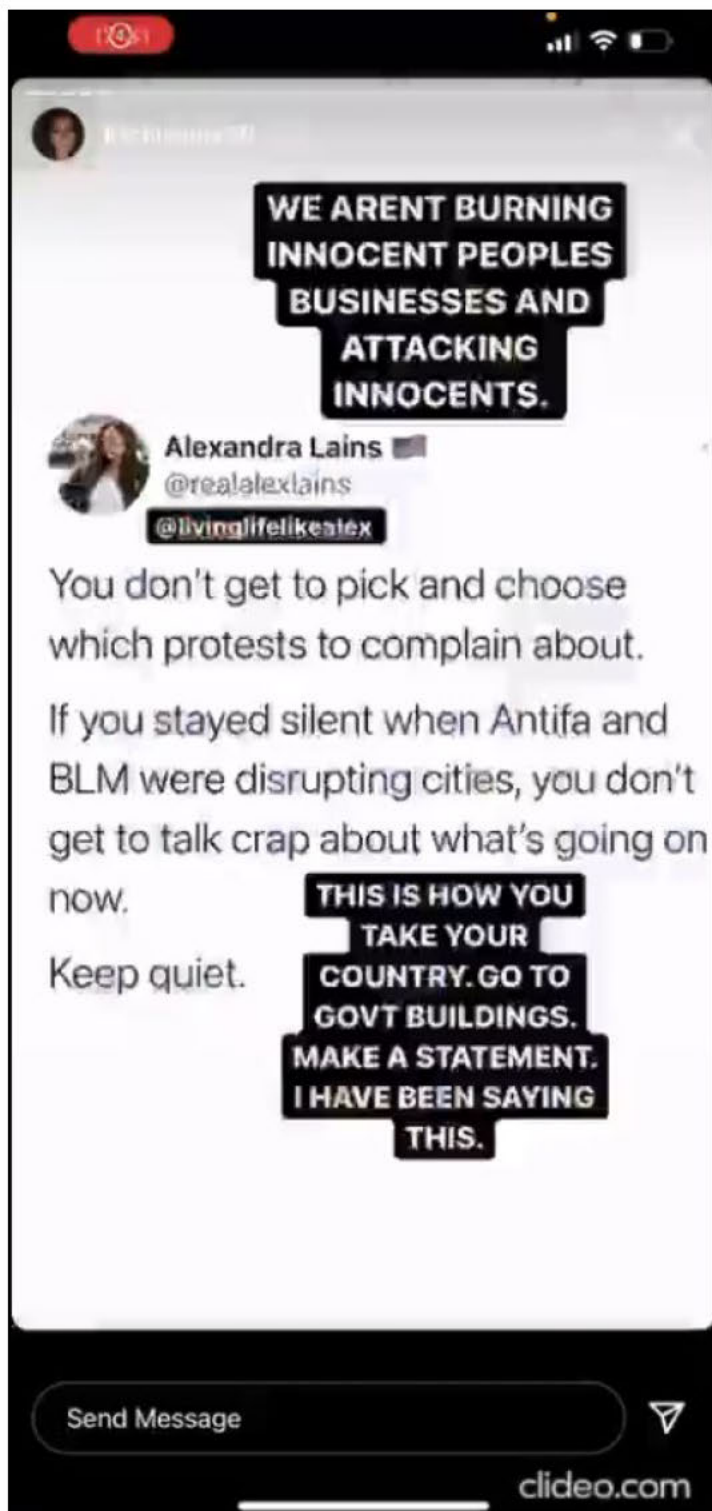 WE ARENT BURNING
INNOCENT PEOPLES
BUSINESSES AND
ATTACKING
INNOCENTS.
Alexandra Lains 🇺🇸
@realalexlains
@livinglifelikealex
You don't get to pick and choose
which protests to complain about.
If you stayed silent when Antifa and
BLM were disrupting cities, you don't
get to talk crap about what's going on
now.
THIS IS HOW YOU
TAKE YOUR
Keep quiet.
COUNTRY.GO TO
GOVT BUILDINGS.
MAKE A STATEMENT.
I HAVE BEEN SAYING
THIS.
Send Message
clideo.com